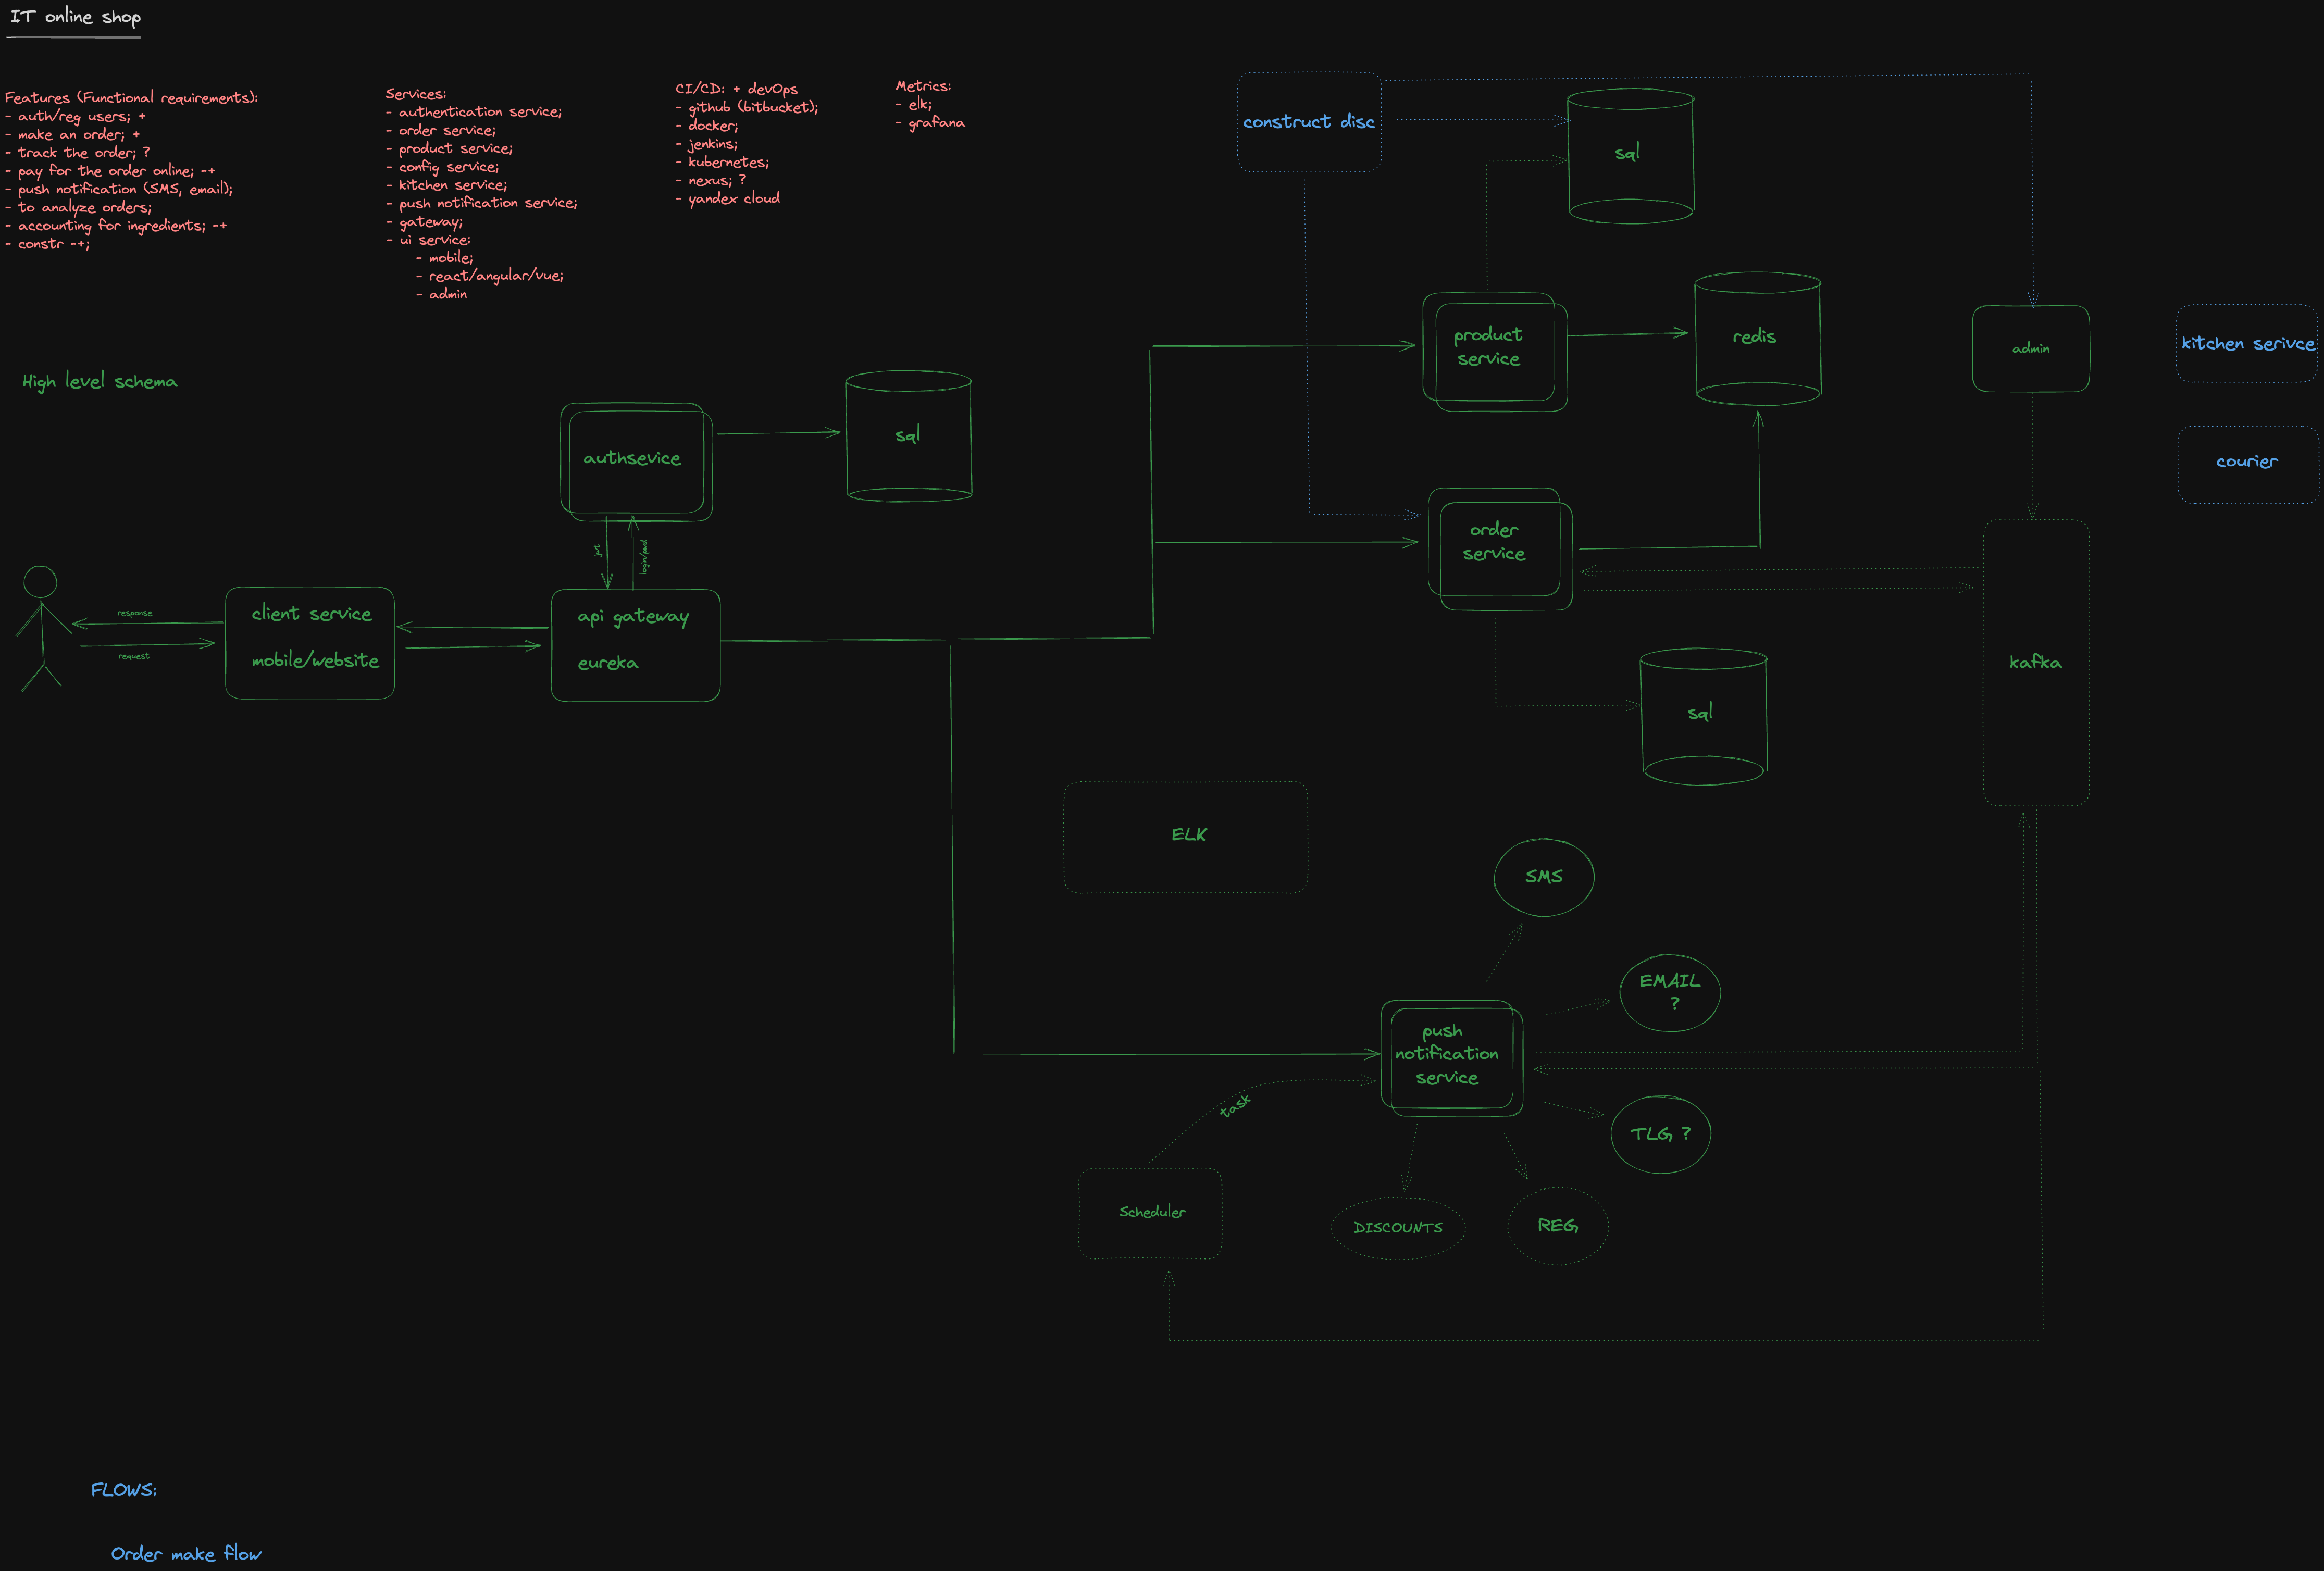 IT online shop
Features (Functional requirements):
- auth/reg users; +
- make an order; +
- track the order; ?
- pay for the order online; -+
- push notification (SMS, email);
- to analyze orders;
- accounting for ingredients; -+
- constr -+;
Services:
- authentication service;
- order service;
- product service;
- config service;
- kitchen service;
- push notification service;
- gateway;
- ui service:
- mobile;
- react/angular/vue;
- admin
CI/CD: + devOps
- github (bitbucket);
- docker;
- jenkins;
- kubernetes;
- nexus; ?
- yandex cloud
Metrics:
- elk;
- grafana
construct disc
sql
product
service
redis
admin
kitchen serivce
courier
High level schema
authsevice
sql
jwt
login/pwd
order
service
response
request
client service
mobile/website
api gateway
eureka
kafka
sql
ELK
SMS
EMAIL
?
push
notification
service
task
TLG ?
Scheduler
DISCOUNTS
REG
FLOWS:
Order make flow